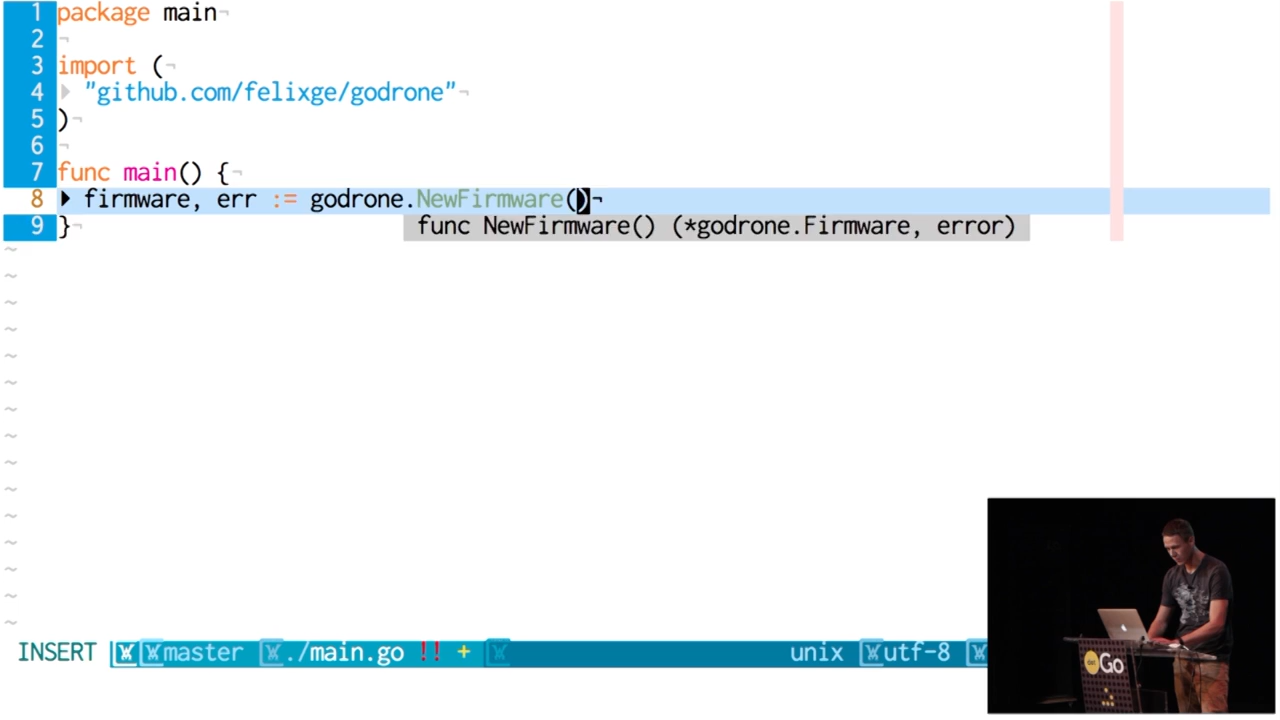 1 package main
2
3 import (
4 "github.com/felixge/godrone"
5 )
6
7 func main() {
8 firmware, err := godrone.NewFirmware()
9 }
func NewFirmware() (*godrone.Firmware, error)
INSERT master ./main.go !! + unix utf-8
dotGo